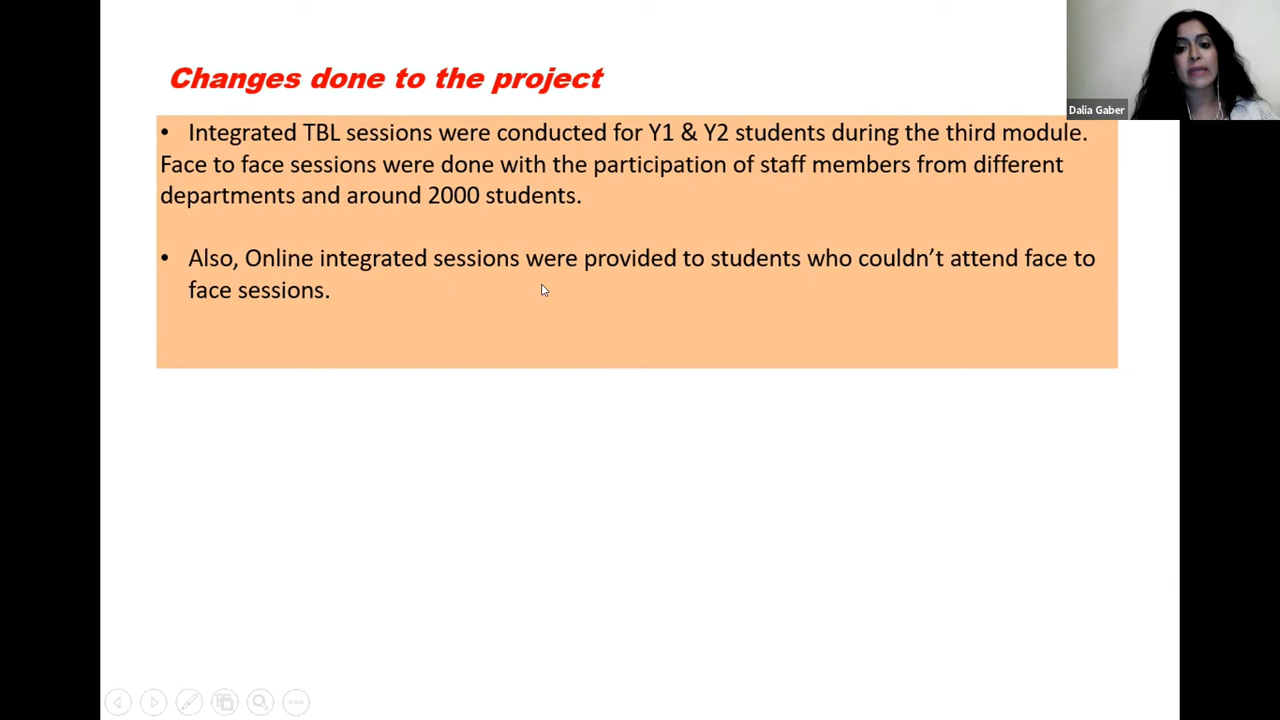 Changes done to the project
Dalia Gaber
• Integrated TBL sessions were conducted for Y1 & Y2 students during the third module.
Face to face sessions were done with the participation of staff members from different
departments and around 2000 students.
• Also, Online integrated sessions were provided to students who couldn’t attend face to
face sessions.